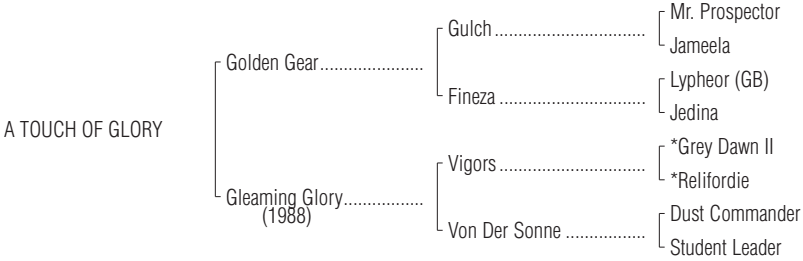 Mr. Prospector
Gulch ................................
Jameela
Golden Gear......................
Lypheor (GB)
Fineza ...............................
Jedina
A TOUCH OF GLORY
*Grey Dawn II
Vigors ...............................
*Relifordie
Gleaming Glory.................
(1988)
Dust Commander
Von Der Sonne .................
Student Leader